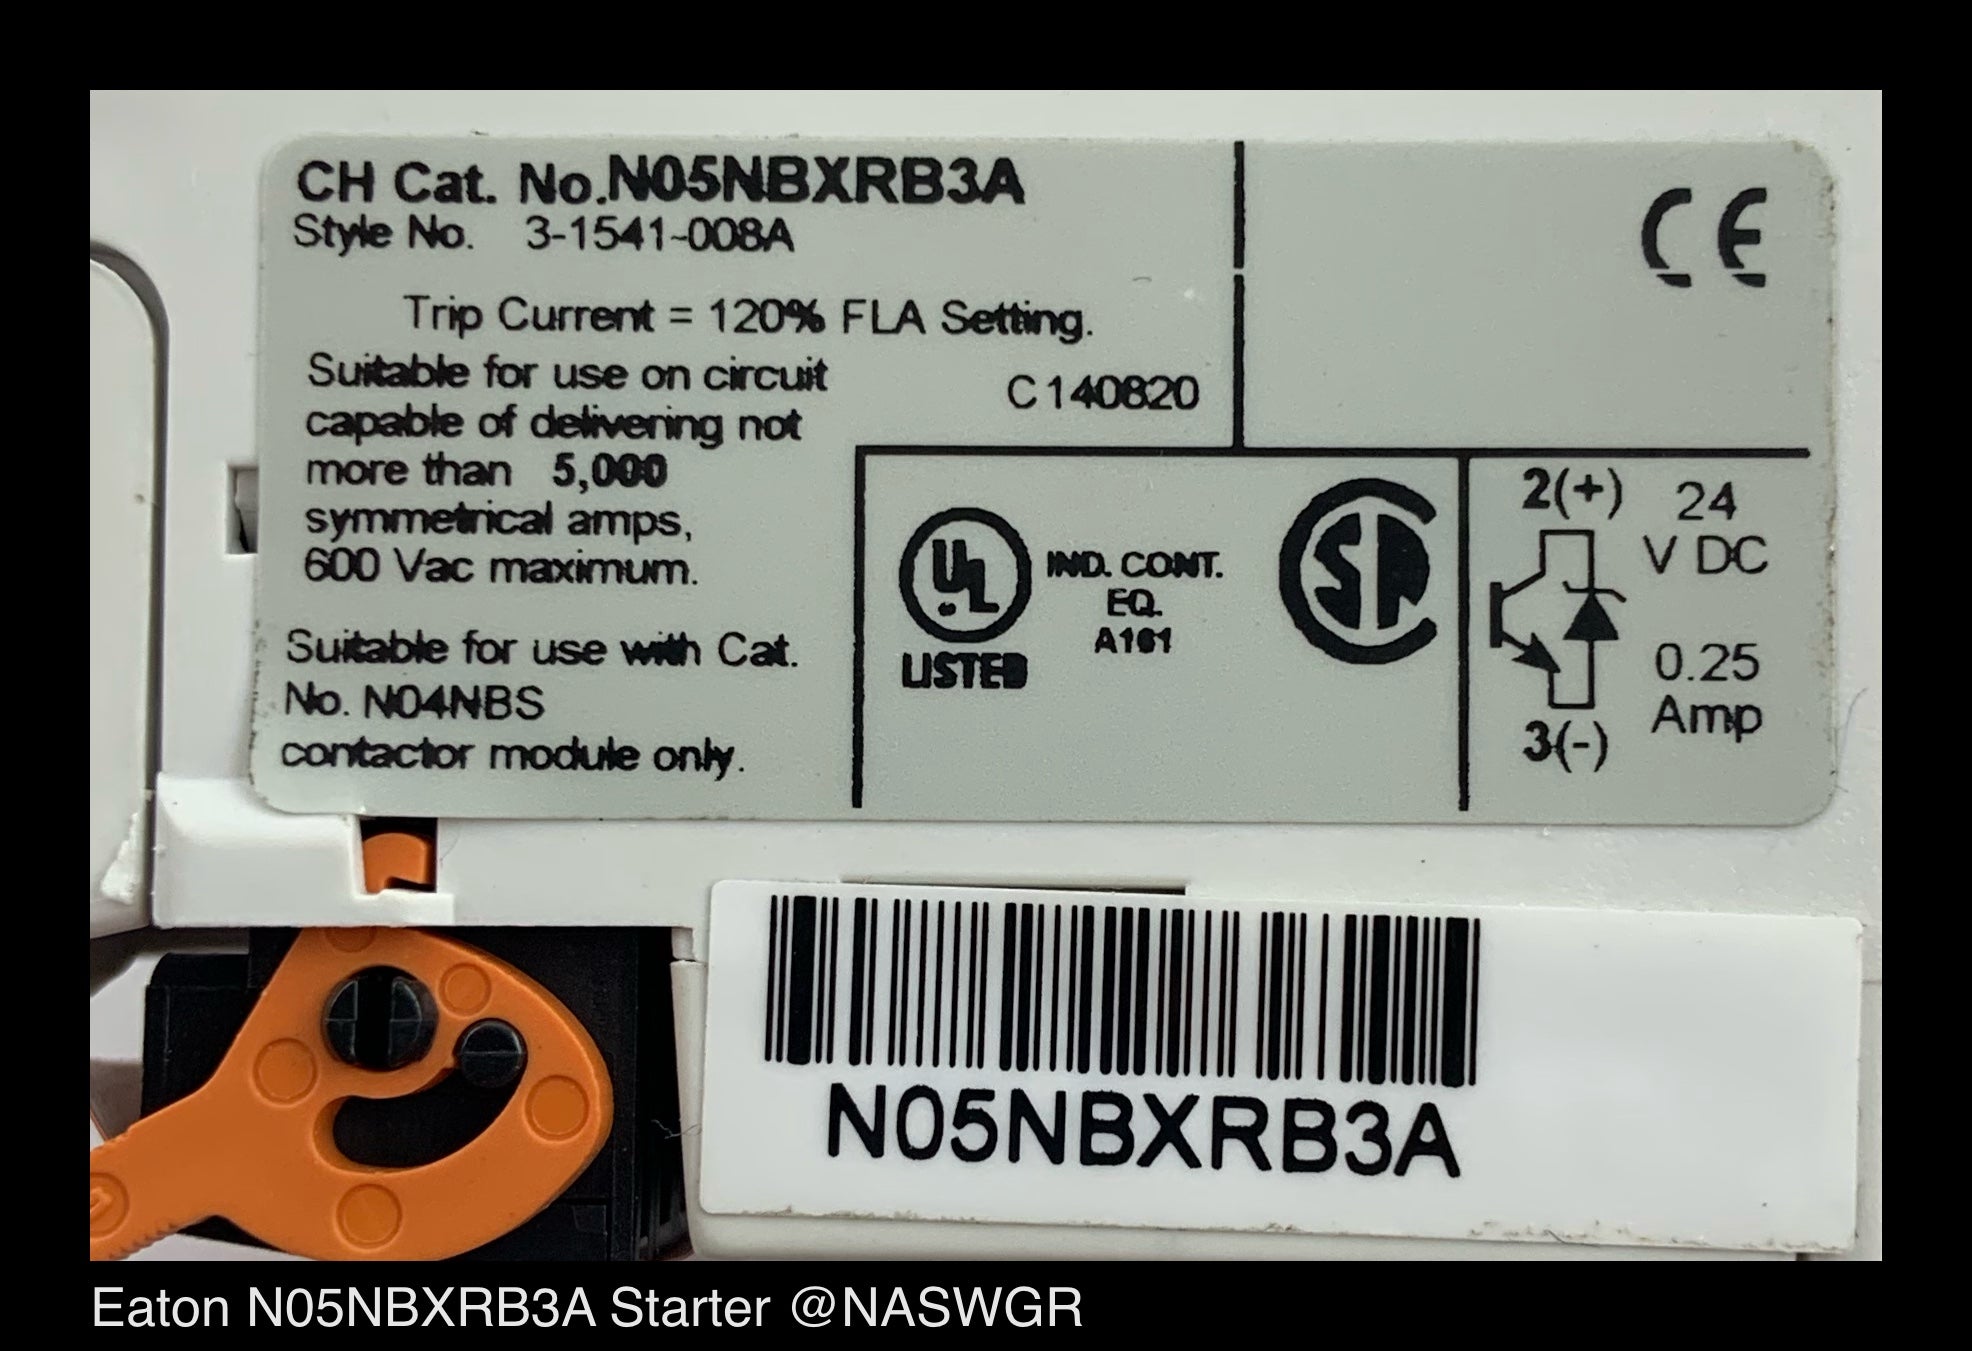 CH Cat. No. N05NBXRB3A
Style No. 3-1541-008A
Trip Current = 120% FLA Setting.
Suitable for use on circuit
capable of delivering not
more than 5,000
symmetrical amps,
600 Vac maximum.
C140820
Suitable for use with Cat.
No. N04NBS
contactor module only.
CE
UL
LISTED
IND. CONT.
EQ.
A161
2(+)
24
V DC
0.25
Amp
3(-)
N05NBXRB3A
Eaton N05NBXRB3A Starter @NASWGR